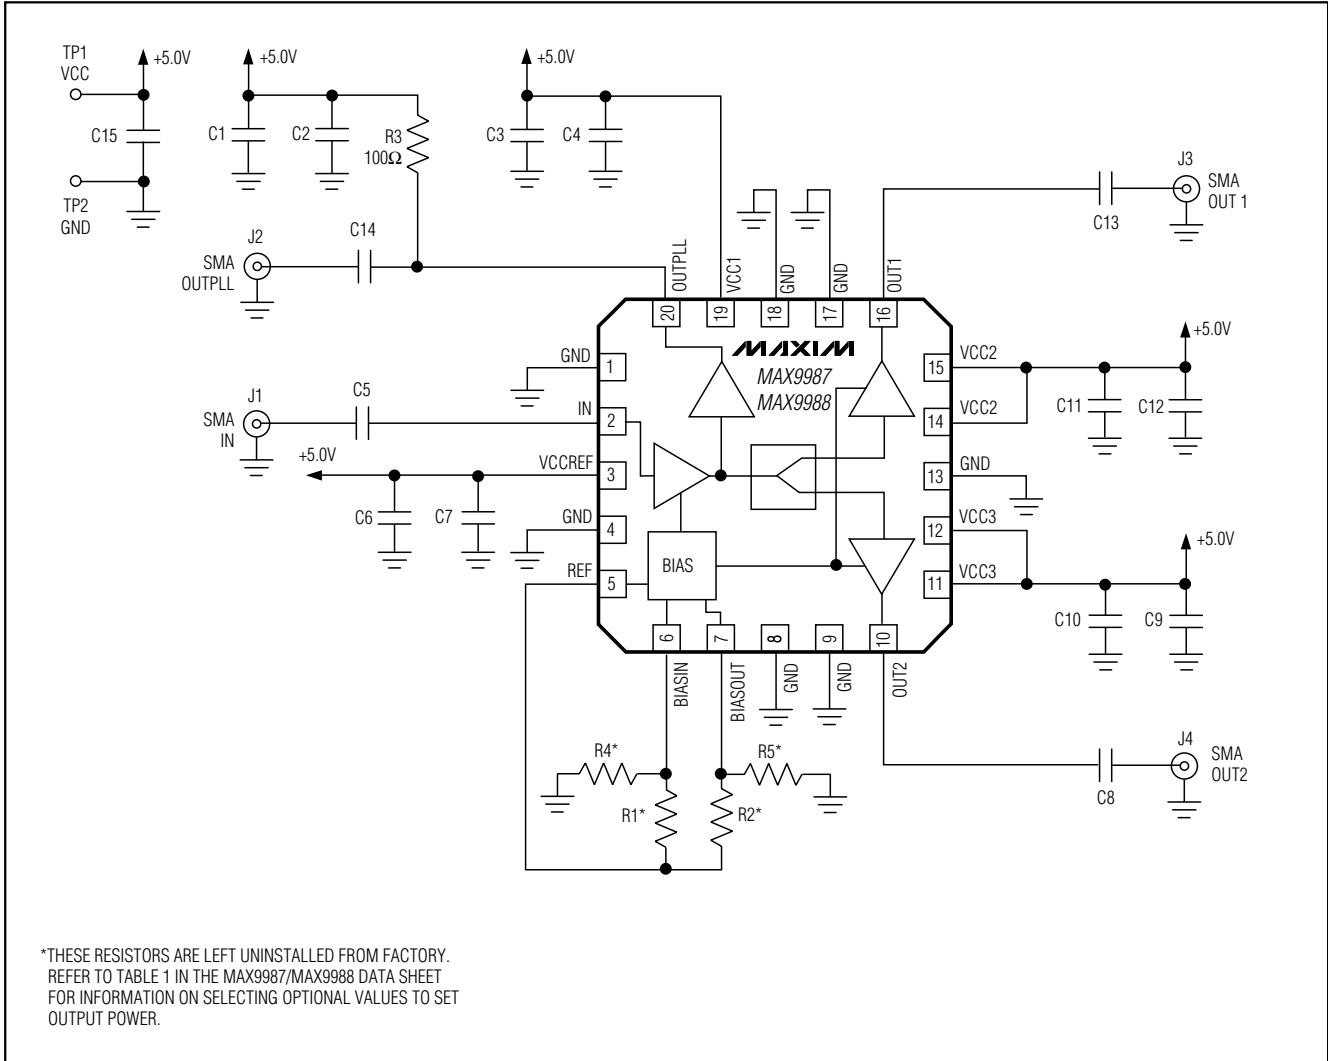 TP1
VCC
+5.0V
C15
TP2
GND
+5.0V
C1
C2
R3
100Ω
+5.0V
C3
C4
J3
SMA
OUT 1
C13
J2
SMA
OUTPLL
C14
OUTPLL
VCC1
GND
GND
OUT1
20
19
18
17
16
MAXIM
MAX9987
MAX9988
GND
1
J1
SMA
IN
C5
IN
2
+5.0V
VCCREF
3
C6
C7
GND
4
REF
5
BIAS
15
VCC2
+5.0V
14
VCC2
C11
C12
13
GND
12
VCC3
+5.0V
11
VCC3
C10
C9
6
7
8
9
10
BIASIN
BIASOUT
GND
GND
OUT2
R4*
R5*
R1*
R2*
J4
SMA
OUT2
C8
*THESE RESISTORS ARE LEFT UNINSTALLED FROM FACTORY.
REFER TO TABLE 1 IN THE MAX9987/MAX9988 DATA SHEET
FOR INFORMATION ON SELECTING OPTIONAL VALUES TO SET
OUTPUT POWER.